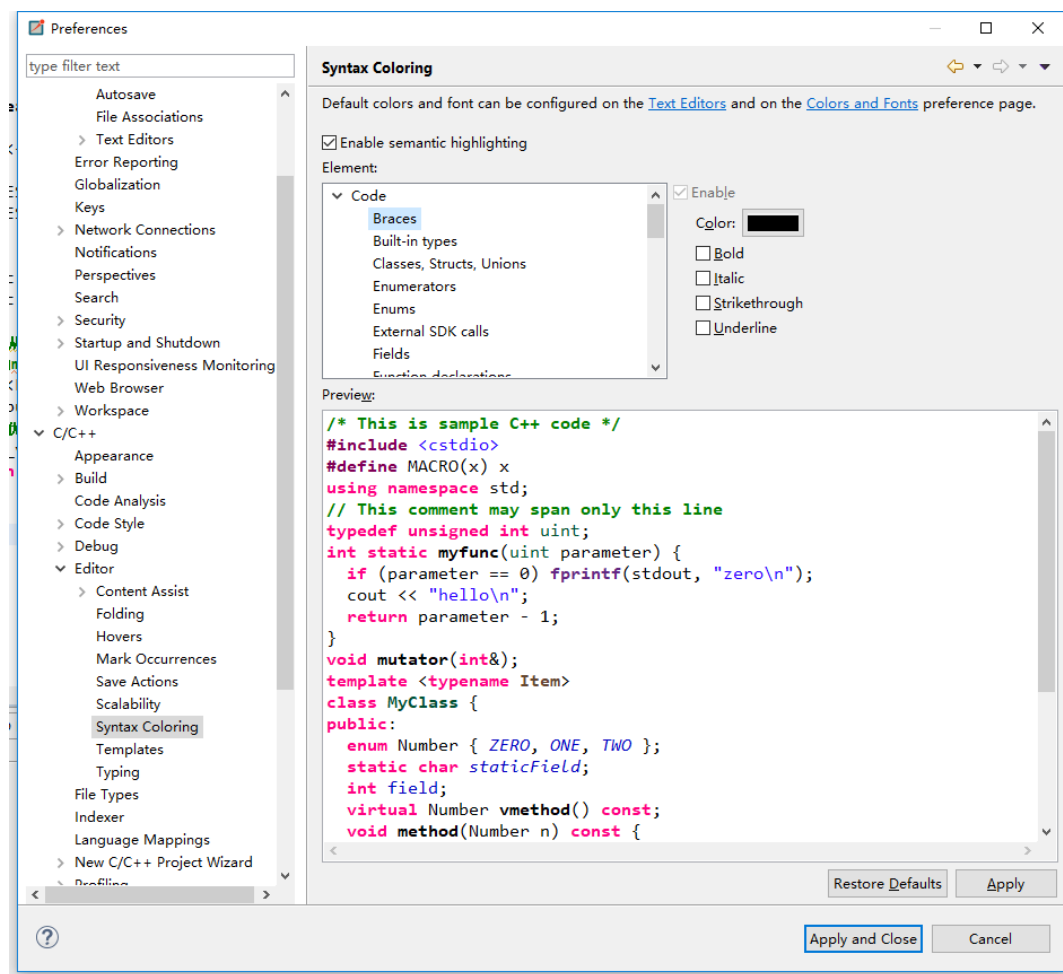 Preferences
type filter text
Autosave
File Associations
Text Editors
Error Reporting
Globalization
Keys
Network Connections
Notifications
Perspectives
Search
Security
Startup and Shutdown
UI Responsiveness Monitoring
Web Browser
Workspace
C/C++
Appearance
Build
Code Analysis
Code Style
Debug
Editor
Content Assist
Folding
Hovers
Mark Occurrences
Save Actions
Scalability
Syntax Coloring
Templates
Typing
File Types
Indexer
Language Mappings
New C/C++ Project Wizard
Profiling
Syntax Coloring
Default colors and font can be configured on the Text Editors and on the Colors and Fonts preference page.
Enable semantic highlighting
Element:
Code
Braces
Built-in types
Classes, Structs, Unions
Enumerators
Enums
External SDK calls
Fields
Function declarations
Enable
Color:
Bold
Italic
Strikethrough
Underline
Preview:
/* This is sample C++ code */
#include <cstdio>
#define MACRO(x) x
using namespace std;
// This comment may span only this line
typedef unsigned int uint;
int static myfunc(uint parameter) {
  if (parameter == 0) fprintf(stdout, "zero\n");
  cout << "hello\n";
  return parameter - 1;
}
void mutator(int&);
template <typename Item>
class MyClass {
public:
  enum Number { ZERO, ONE, TWO };
  static char staticField;
  int field;
  virtual Number vmethod() const;
  void method(Number n) const {
Restore Defaults
Apply
Apply and Close
Cancel